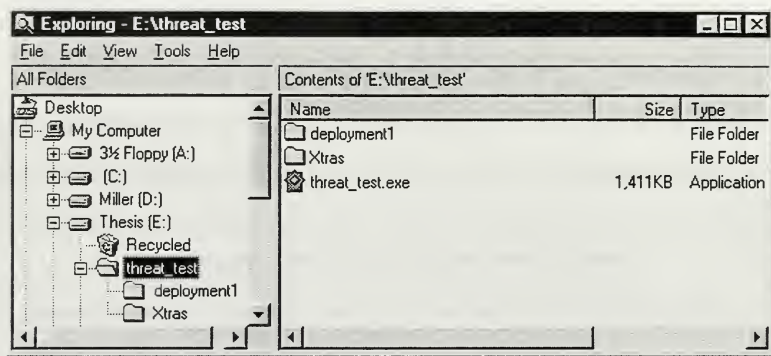 Exploring - E:\threat_test
File Edit View Tools Help
All Folders
Contents of 'E:\threat_test'
Desktop
My Computer
3½ Floppy (A:)
(C:)
Miller (D:)
Thesis (E:)
Recycled
threat_test
deployment1
Xtras
Name Size Type
deployment1 File Folder
Xtras File Folder
threat_test.exe 1,411KB Application